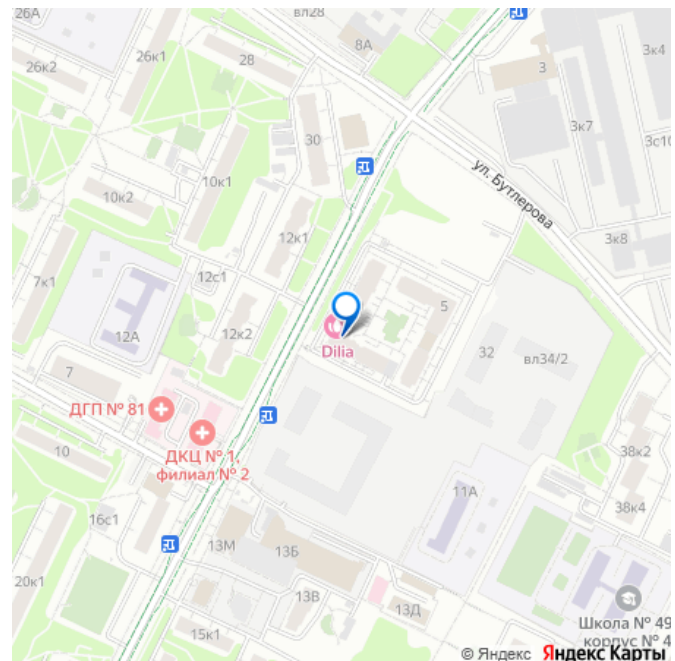 26А
вл28
8А
26к1
26к2
28
3
3к4
30
3к7
3с10
ул. Бутлерова
10к1
10к2
12к1
3к8
7к1
12с1
5
12А
12к2
Dilia
32
вл34/2
7
ДГП № 81
ДКЦ № 1,
филиал № 2
10
38к2
11А
38к4
16с1
13М
13Б
20к1
13В
13Д
15к1
Школа № 49
корпус № 4
© Яндекс Яндекс Карты